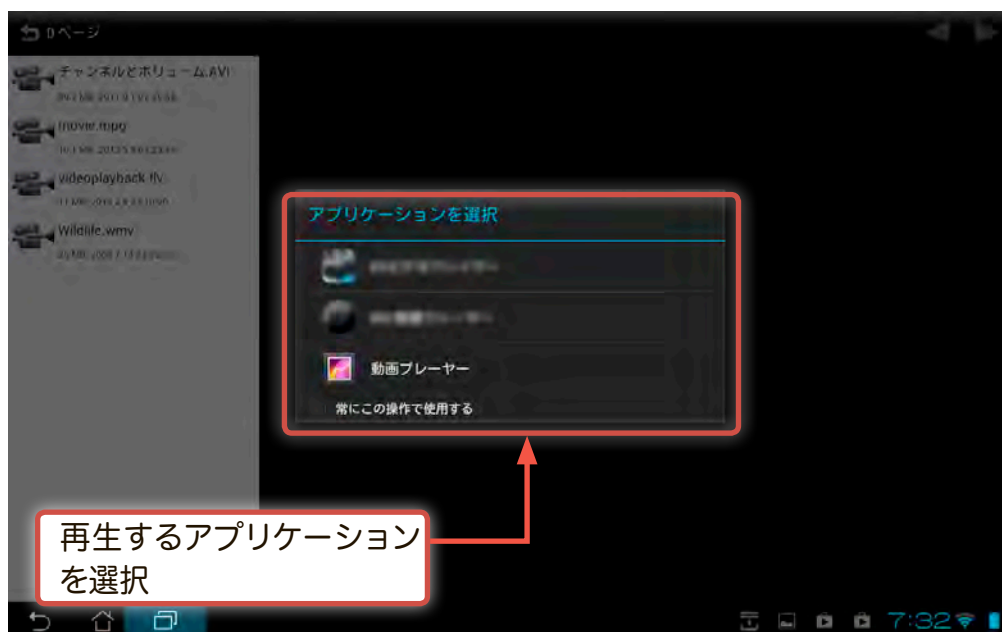 Dページ
チャンネルとボリューム.AVI
movie.mpg
videoplayback.flv
Wildlife.wmv
アプリケーションを選択
動画プレーヤー
常にこの操作で使用する
再生するアプリケーション
を選択
7:32